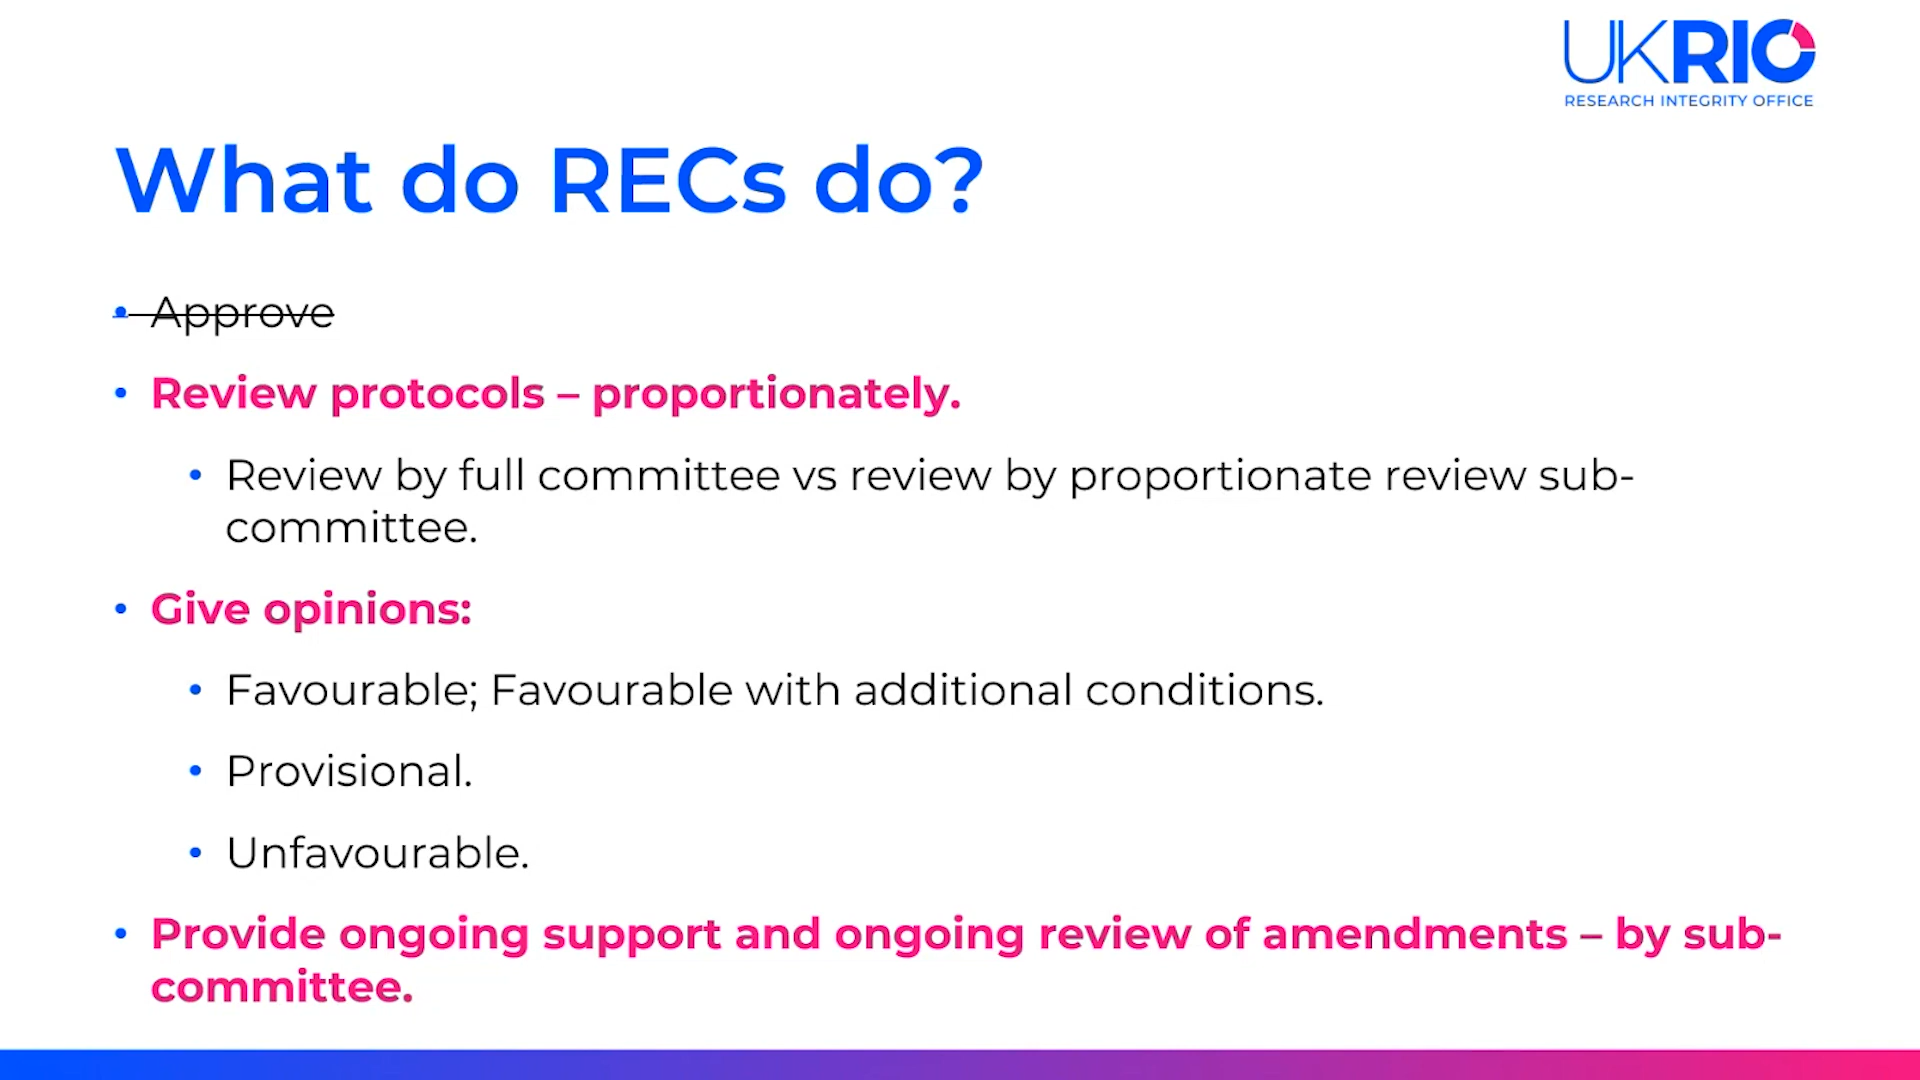 UKRIO
RESEARCH INTEGRITY OFFICE
What do RECs do?
• Approve
• Review protocols – proportionately.
• Review by full committee vs review by proportionate review sub-
committee.
• Give opinions:
• Favourable; Favourable with additional conditions.
• Provisional.
• Unfavourable.
• Provide ongoing support and ongoing review of amendments – by sub-
committee.